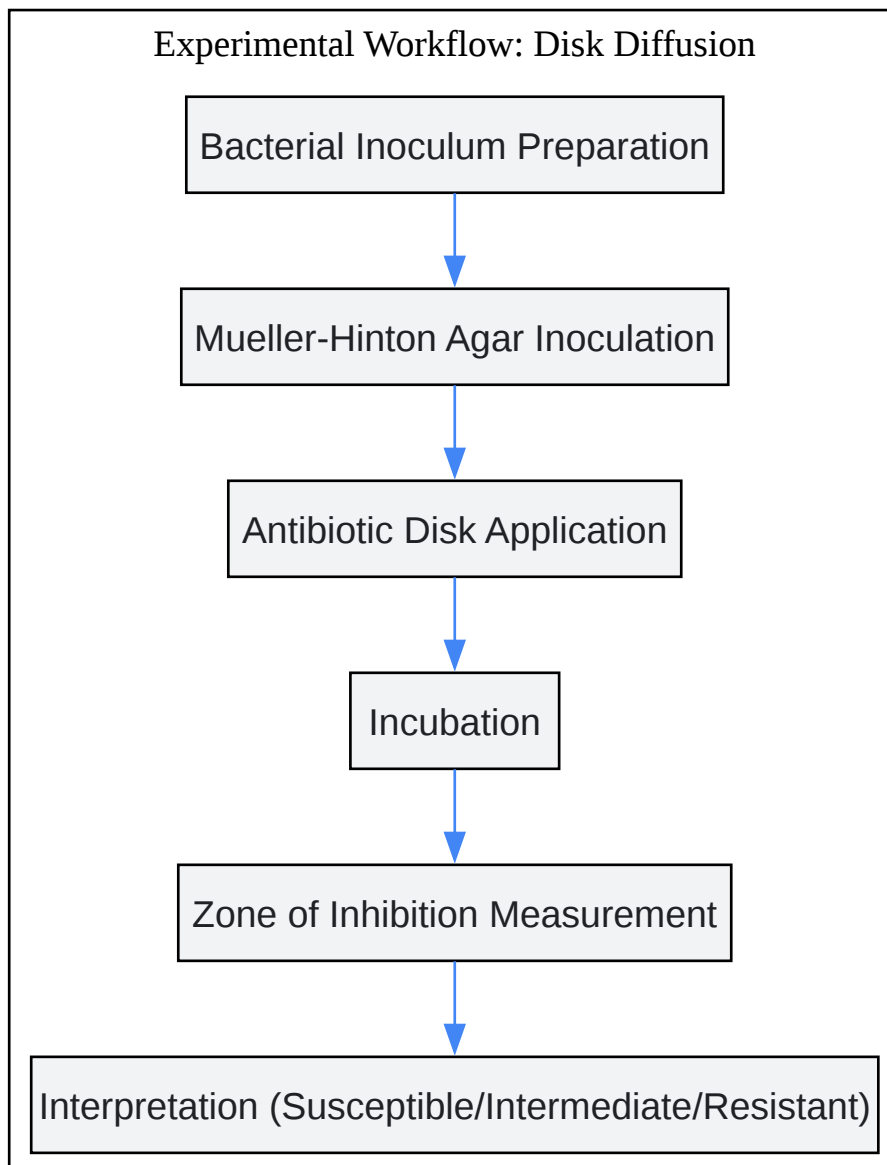 Experimental Workflow: Disk Diffusion
Bacterial Inoculum Preparation
Mueller-Hinton Agar Inoculation
Antibiotic Disk Application
Incubation
Zone of Inhibition Measurement
Interpretation (Susceptible/Intermediate/Resistant)